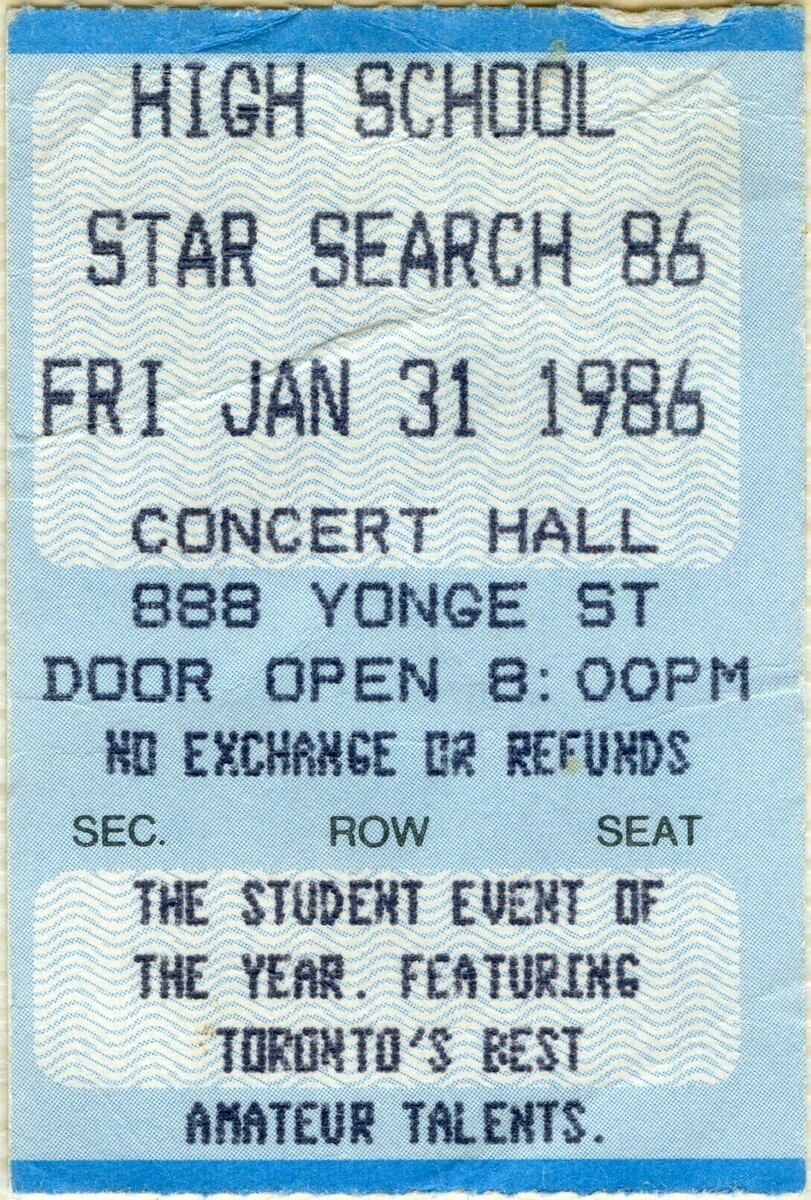 HIGH SCHOOL
STAR SEARCH 86
FRI JAN 31 1986
CONCERT HALL
888 YONGE ST
DOOR OPEN 8:00PM
NO EXCHANGE OR REFUNDS
SEC. ROW SEAT
THE STUDENT EVENT OF
THE YEAR. FEATURING
TORONTO'S BEST
AMATEUR TALENTS.